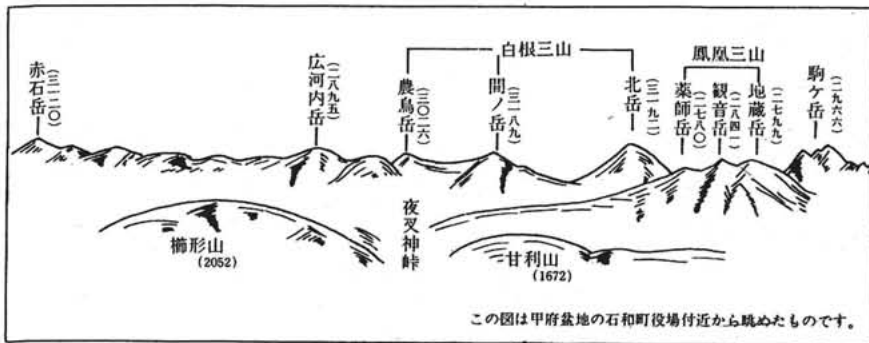 白根三山
鳳凰三山
赤石岳
(三一二〇)
広河内岳
(二八九五)
農鳥岳
(三〇二六)
間ノ岳
(三一八九)
北岳
(三一九二)
薬師岳
(二七八〇)
観音岳
(二八四一)
地蔵岳
(二七九九)
駒ケ岳
(二九六六)
櫛形山
(2052)
夜叉神峠
甘利山
(1672)
この図は甲府盆地の石和町役場付近から眺めたものです。